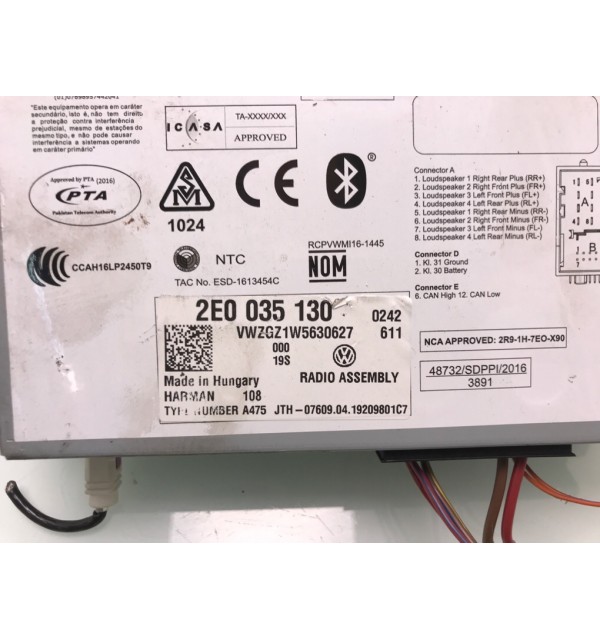 "Este equipamento opera em caráter
secundário, isto é, não tem direito
a proteção contra interferência
prejudicial, mesmo de estações do
mesmo tipo, e não pode causar
interferência a sistemas operando
em caráter primário"
ICASA
TA-XXXX/XXX
APPROVED
Approved by PTA (2016)
CPTA
Pakistan Telecom Authority
1024
CE
®
CCAH16LP2450T9
NTC
TAC No. ESD-1613454C
RCPVWMI16-1445
NOM
Connector A
1. Loudspeaker 1 Right Rear Plus (RR+)
2. Loudspeaker 2 Right Front Plus (FR+)
3. Loudspeaker 3 Left Front Plus (FL+)
4. Loudspeaker 4 Left Rear Plus (RL+)
5. Loudspeaker 1 Right Rear Minus (RR-)
6. Loudspeaker 2 Right Front Minus (FR-)
7. Loudspeaker 3 Left Front Minus (FL-)
8. Loudspeaker 4 Left Rear Minus (RL-)
Connector D
1. Kl. 31 Ground
2. Kl. 30 Battery
Connector E
6. CAN High 12. CAN Low
A
B
2E0 035 130 0242
VWZGZ1W5630627 611
000
19S
Made in Hungary RADIO ASSEMBLY
HARMAN 108
NUMBER A475 JTH-07609.04.19209801C7
NCA APPROVED: 2R9-1H-7EO-X90
48732/SDPPI/2016
3891